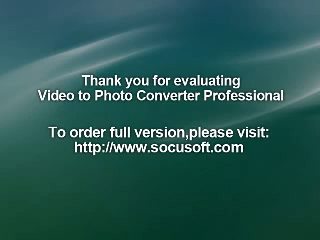 Thank you for evaluating
Video to Photo Converter Professional
To order full version,please visit:
http://www.socusoft.com